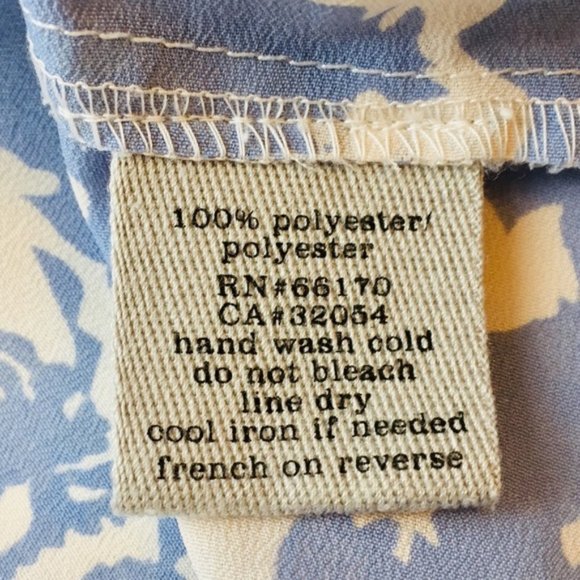 100% polyester/
polyester
RN#66170
CA#32054
hand wash cold
do not bleach
line dry
cool iron if needed
french on reverse